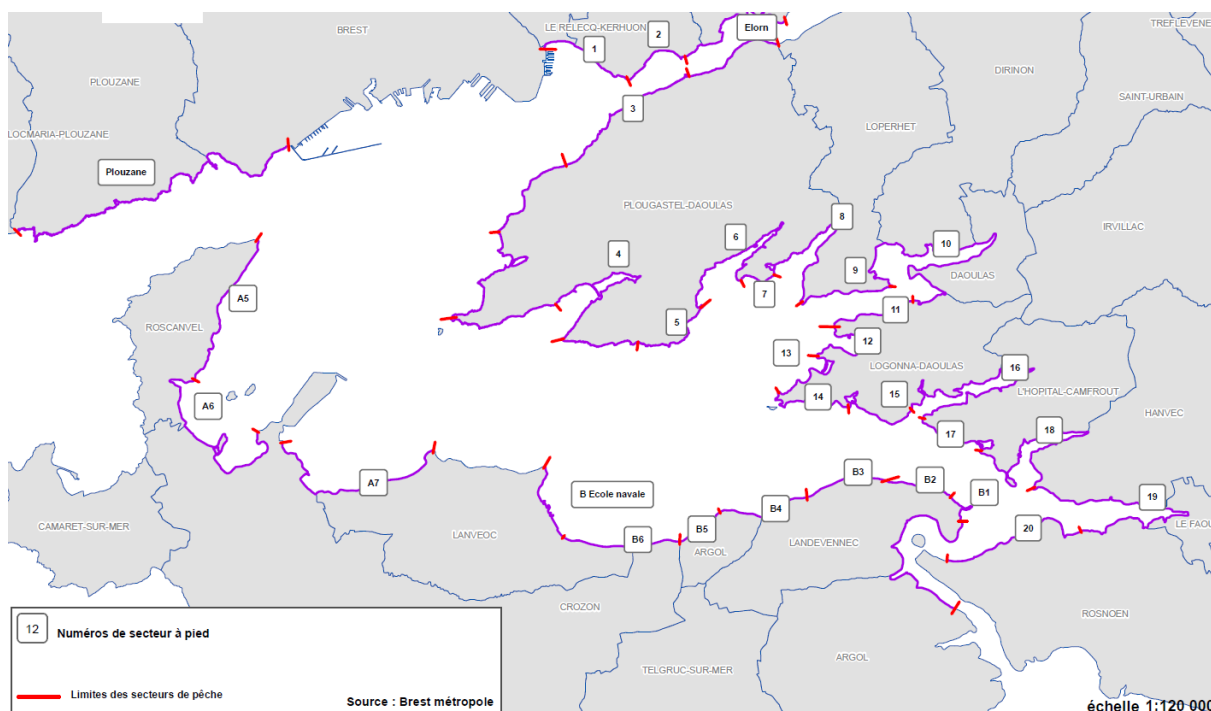 BREST
LE RELECQ-KERHUON
1
2
Elorn
TREFLEVENE
PLOUZANE
DIRINON
SAINT-URBAIN
3
LOCMARIA-PLOUZANE
LOPERHET
Plouzane
PLOUGASTEL-DAOULAS
8
IRVILLAC
6
10
4
9
DAOULAS
A5
7
11
ROSCANVEL
5
12
13
LOGONNA-DAOULAS
16
15
14
L'HOPITAL-CAMFROUT
A6
HANVEC
17
18
B3
A7
B2
B Ecole navale
B1
19
B4
CAMARET-SUR-MER
LE FAOU
B5
20
LANVEOC
B6
LANDEVENNEC
ARGOL
CROZON
ROSNOEN
12
Numéros de secteur à pied
ARGOL
TELGRUC-SUR-MER
Limites des secteurs de pêche
Source : Brest métropole
échelle 1:120 000